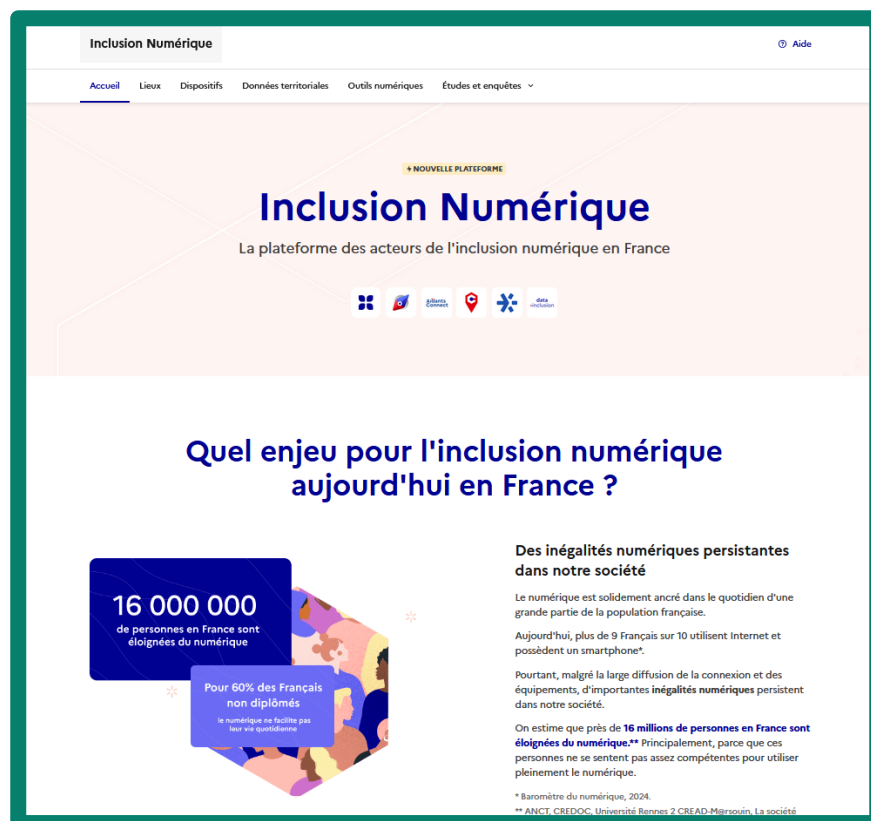 Inclusion Numérique
Aide
Accueil Lieux Dispositifs Données territoriales Outils numériques Études et enquêtes
NOUVELLE PLATEFORME
Inclusion Numérique
La plateforme des acteurs de l'inclusion numérique en France
Aidants
Connect
data
·inclusion
Quel enjeu pour l'inclusion numérique
aujourd'hui en France ?
16 000 000
de personnes en France sont
éloignées du numérique
Pour 60% des Français
non diplômés
le numérique ne facilite pas
leur vie quotidienne
Des inégalités numériques persistantes
dans notre société
Le numérique est solidement ancré dans le quotidien d'une
grande partie de la population française.
Aujourd'hui, plus de 9 Français sur 10 utilisent Internet et
possèdent un smartphone*.
Pourtant, malgré la large diffusion de la connexion et des
équipements, d'importantes inégalités numériques persistent
dans notre société.
On estime que près de 16 millions de personnes en France sont
éloignées du numérique.** Principalement, parce que ces
personnes ne se sentent pas assez compétentes pour utiliser
pleinement le numérique.
* Baromètre du numérique, 2024.
** ANCT, CREDOC, Université Rennes 2 CREAD-M@rsouin, La société